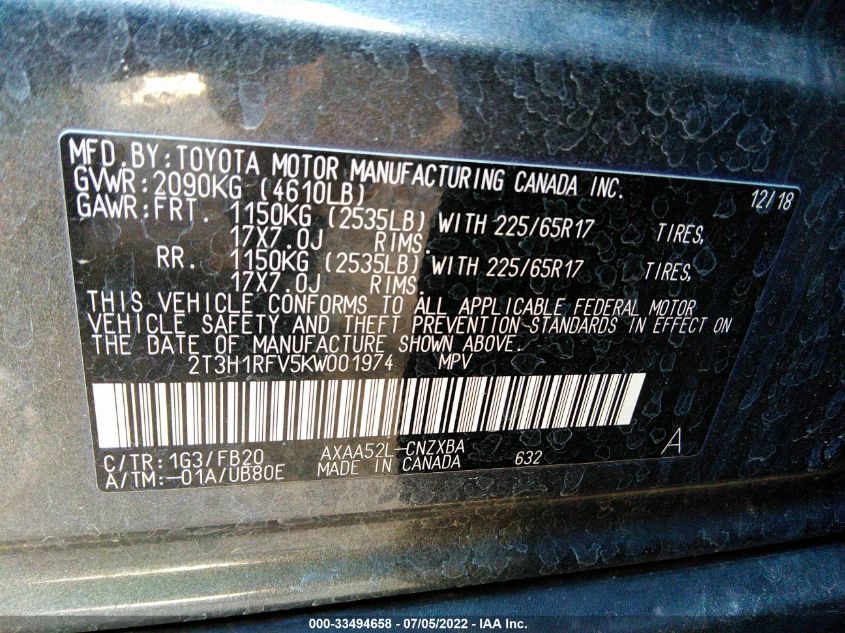 MFD.BY:TOYOTA MOTOR MANUFACTURING CANADA INC. 12/18
GVWR:2090KG (4610LB)
GAWR:FRT. 1150KG (2535LB) WITH 225/65R17 TIRES,
17X7.0J RIMS.
RR. 1150KG (2535LB) WITH 225/65R17 TIRES,
17X7.0J RIMS.
THIS VEHICLE CONFORMS TO ALL APPLICABLE FEDERAL MOTOR
VEHICLE SAFETY AND THEFT PREVENTION STANDARDS IN EFFECT ON
THE DATE OF MANUFACTURE SHOWN ABOVE.
2T3H1RFV5KW001974 MPV
C/TR:1G3/FB20 AXAA52L-CNZXBA A
A/TM:-01A/UB80E MADE IN CANADA 632
000-33494658 - 07/05/2022 - IAA Inc.